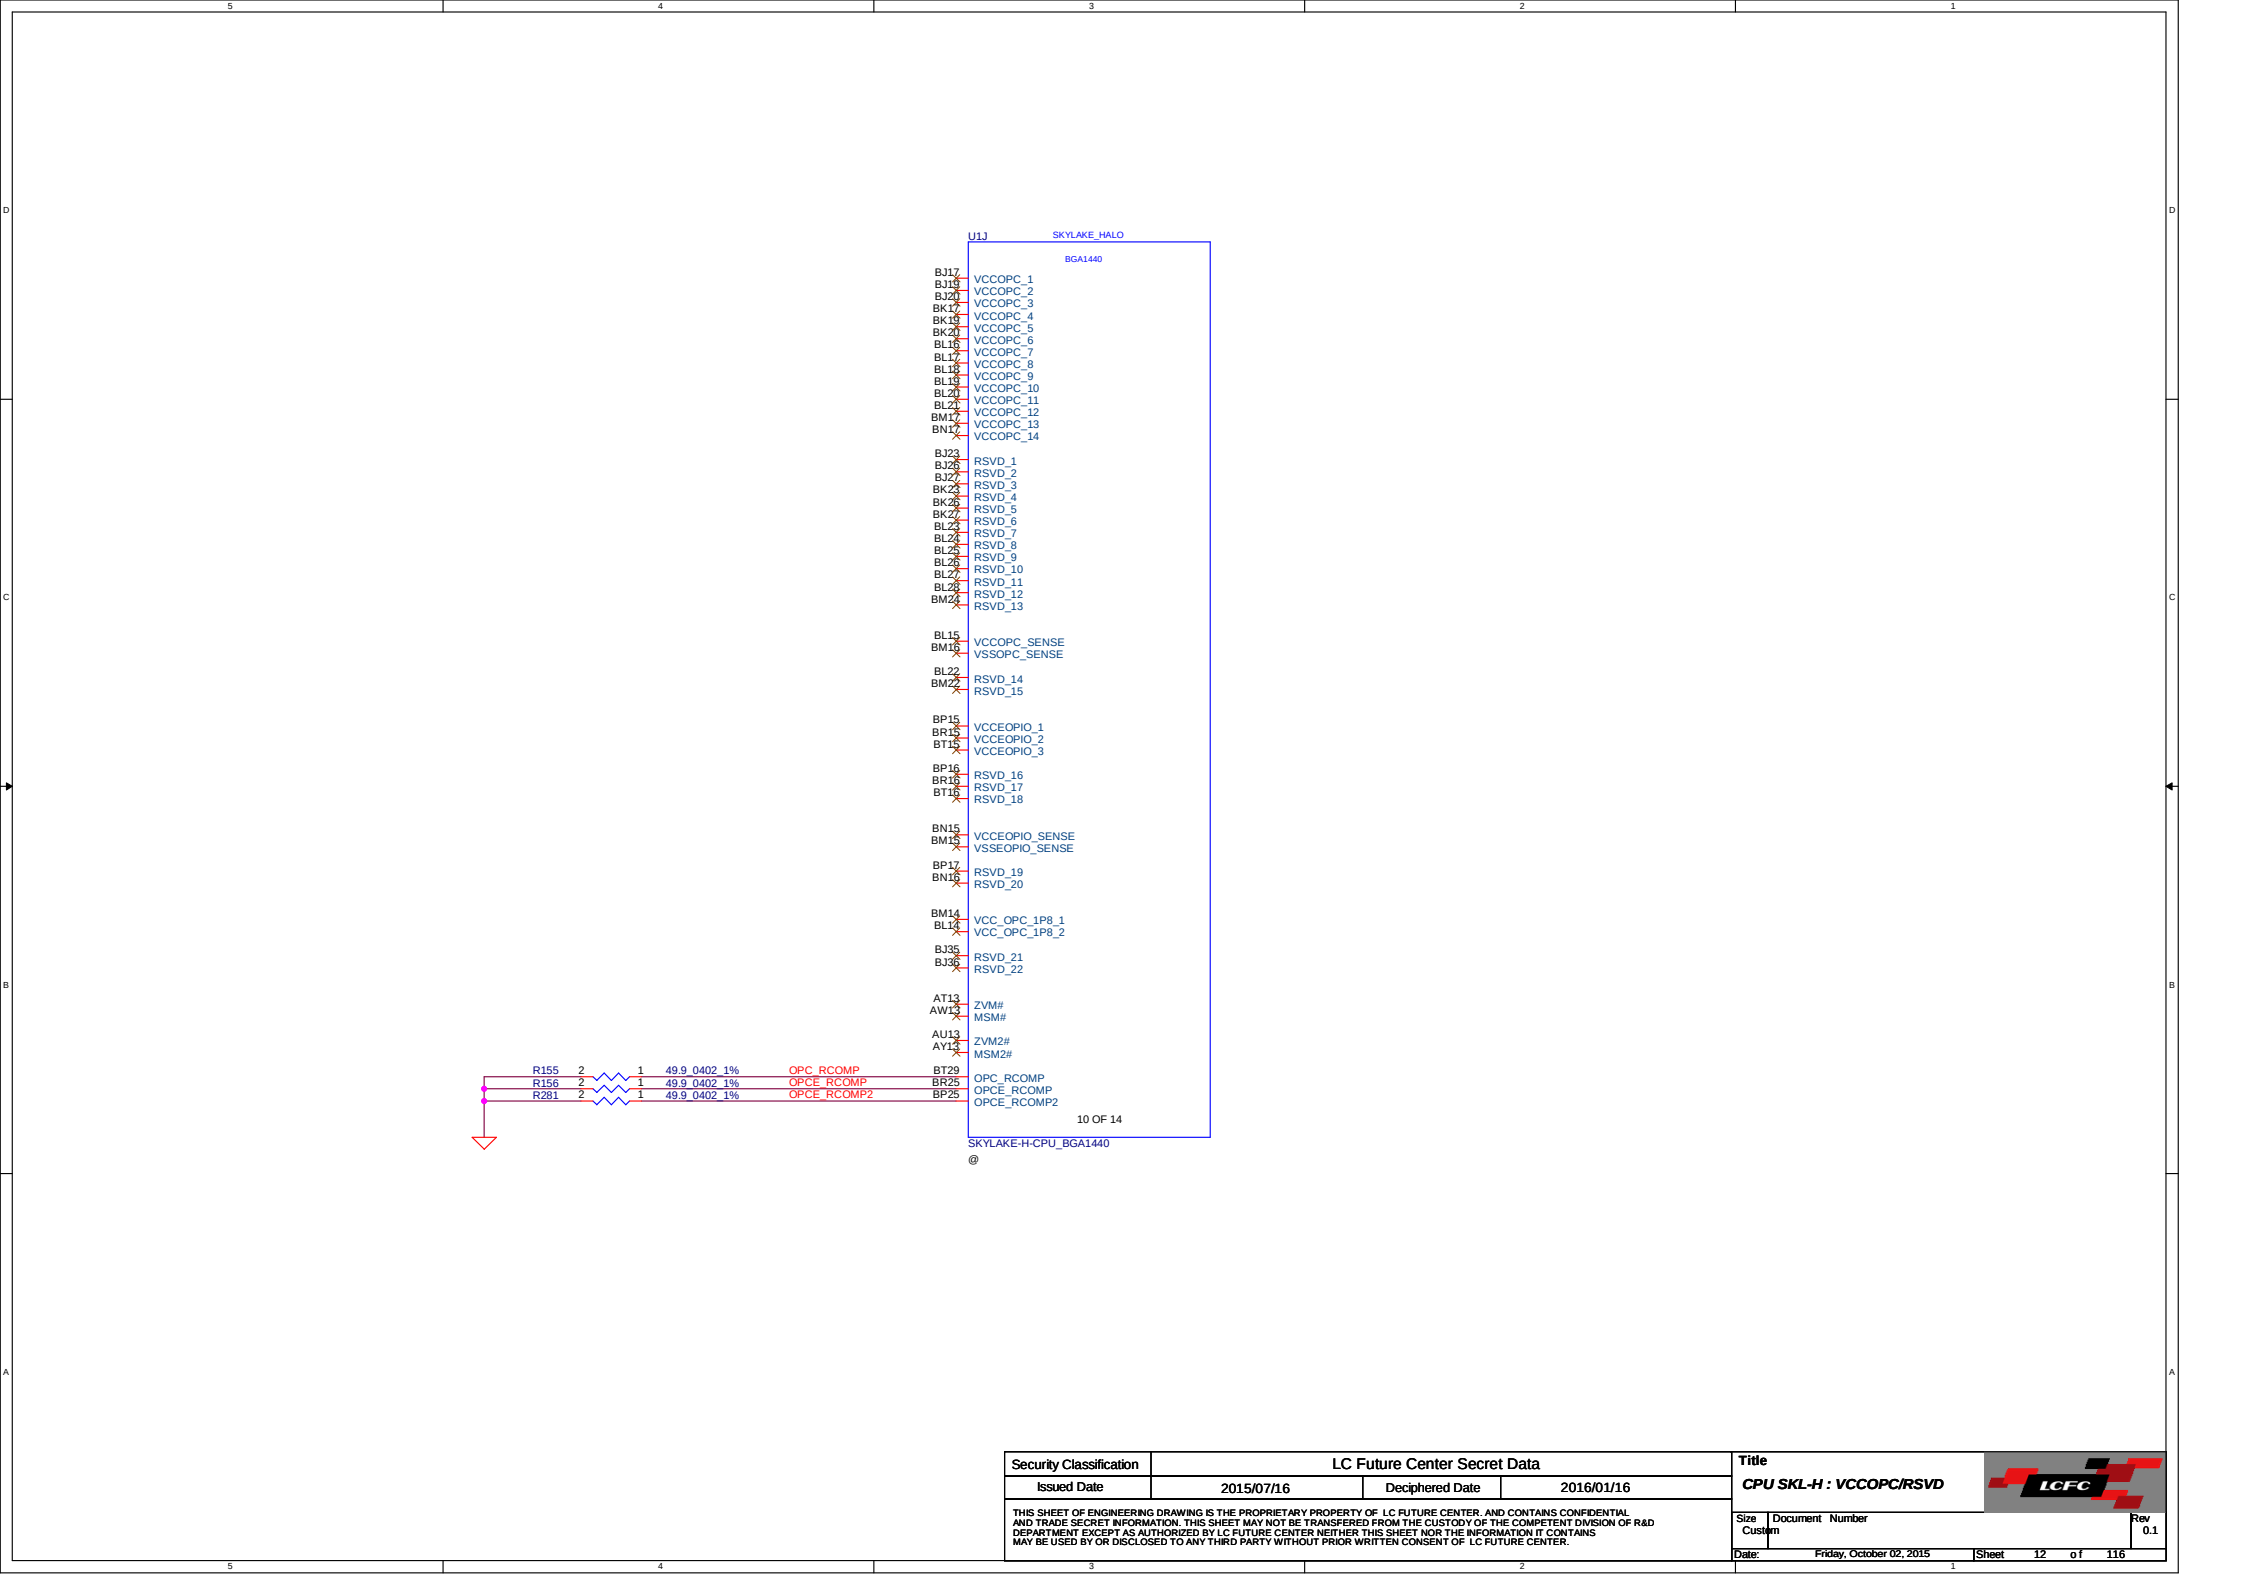 5 4 3 2 1
D D
U1J SKYLAKE_HALO
BGA1440
BJ17 VCCOPC_1
BJ19 VCCOPC_2
BJ20 VCCOPC_3
BK17 VCCOPC_4
BK19 VCCOPC_5
BK20 VCCOPC_6
BL16 VCCOPC_7
BL17 VCCOPC_8
BL18 VCCOPC_9
BL19 VCCOPC_10
BL20 VCCOPC_11
BL21 VCCOPC_12
BM17 VCCOPC_13
BN17 VCCOPC_14
BJ23 RSVD_1
BJ26 RSVD_2
BJ27 RSVD_3
BK23 RSVD_4
BK26 RSVD_5
BK27 RSVD_6
BL23 RSVD_7
BL24 RSVD_8
BL25 RSVD_9
BL26 RSVD_10
BL27 RSVD_11
BL28 RSVD_12
BM24 RSVD_13
C C
BL15 VCCOPC_SENSE
BM16 VSSOPC_SENSE
BL22 RSVD_14
BM22 RSVD_15
BP15 VCCEOPIO_1
BR15 VCCEOPIO_2
BT15 VCCEOPIO_3
BP16 RSVD_16
BR16 RSVD_17
BT16 RSVD_18
BN15 VCCEOPIO_SENSE
BM15 VSSEOPIO_SENSE
BP17 RSVD_19
BN16 RSVD_20
BM14 VCC_OPC_1P8_1
BL14 VCC_OPC_1P8_2
BJ35 RSVD_21
BJ36 RSVD_22
B B
AT13 ZVM#
AW13 MSM#
AU13 ZVM2#
AY13 MSM2#
R155 2 1 49.9_0402_1% OPC_RCOMP BT29 OPC_RCOMP
R156 2 1 49.9_0402_1% OPCE_RCOMP BR25 OPCE_RCOMP
R281 2 1 49.9_0402_1% OPCE_RCOMP2 BP25 OPCE_RCOMP2
10 OF 14
SKYLAKE-H-CPU_BGA1440
@
A A
Security Classification LC Future Center Secret Data
Issued Date 2015/07/16 Deciphered Date 2016/01/16
THIS SHEET OF ENGINEERING DRAWING IS THE PROPRIETARY PROPERTY OF LC FUTURE CENTER. AND CONTAINS CONFIDENTIAL
AND TRADE SECRET INFORMATION. THIS SHEET MAY NOT BE TRANSFERED FROM THE CUSTODY OF THE COMPETENT DIVISION OF R&D
DEPARTMENT EXCEPT AS AUTHORIZED BY LC FUTURE CENTER NEITHER THIS SHEET NOR THE INFORMATION IT CONTAINS
MAY BE USED BY OR DISCLOSED TO ANY THIRD PARTY WITHOUT PRIOR WRITTEN CONSENT OF LC FUTURE CENTER.
Title
CPU SKL-H : VCCOPC/RSVD
LCFC
Size Document Number Rev
Custom 0.1
Date: Friday, October 02, 2015 Sheet 12 of 116
5 4 3 2 1